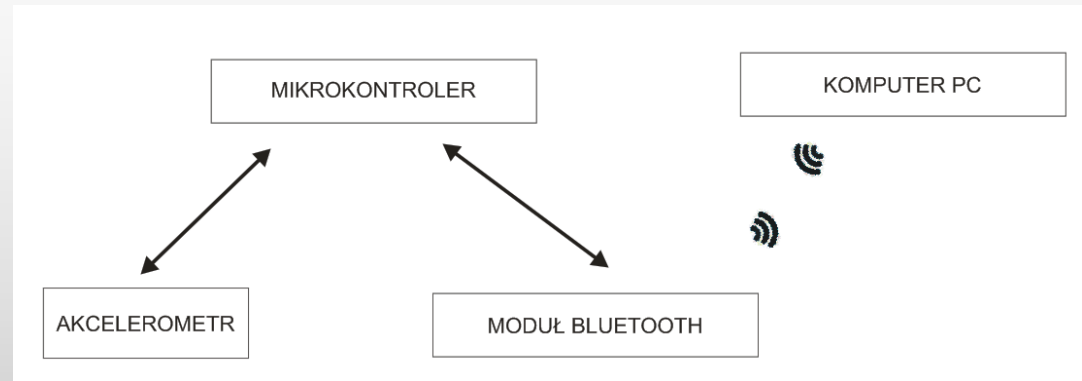 MIKROKONTROLER
KOMPUTER PC
AKCELEROMETR
MODUŁ BLUETOOTH